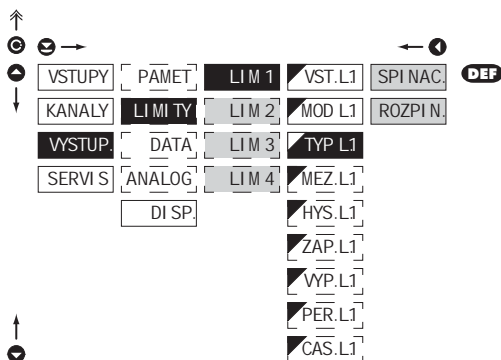 VSTUPY PAMET LIM 1 VST.L1 SPINAC. DEF
KANALY LIMITY LIM 2 MOD L1 ROZPIN.
VYSTUP. DATA LIM 3 TYP L1
SERVIS ANALOG LIM 4 MEZ.L1
DISP. HYS.L1
ZAP.L1
VYP.L1
PER.L1
CAS.L1